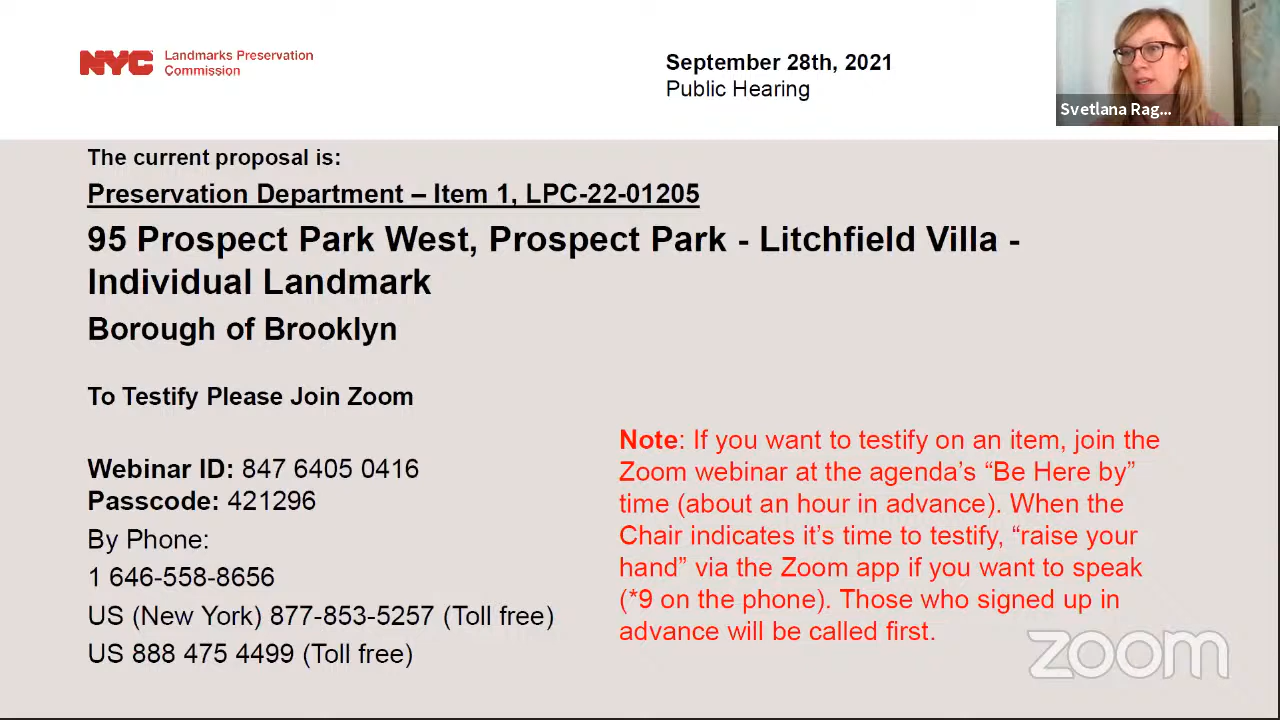 NYC
Landmarks Preservation
Commission
September 28th, 2021
Public Hearing
Svetlana Rag...
The current proposal is:
Preservation Department – Item 1, LPC-22-01205
95 Prospect Park West, Prospect Park - Litchfield Villa -
Individual Landmark
Borough of Brooklyn
To Testify Please Join Zoom
Webinar ID: 847 6405 0416
Passcode: 421296
By Phone:
1 646-558-8656
US (New York) 877-853-5257 (Toll free)
US 888 475 4499 (Toll free)
Note: If you want to testify on an item, join the
Zoom webinar at the agenda’s “Be Here by”
time (about an hour in advance). When the
Chair indicates it’s time to testify, “raise your
hand” via the Zoom app if you want to speak
(*9 on the phone). Those who signed up in
advance will be called first.
zoom